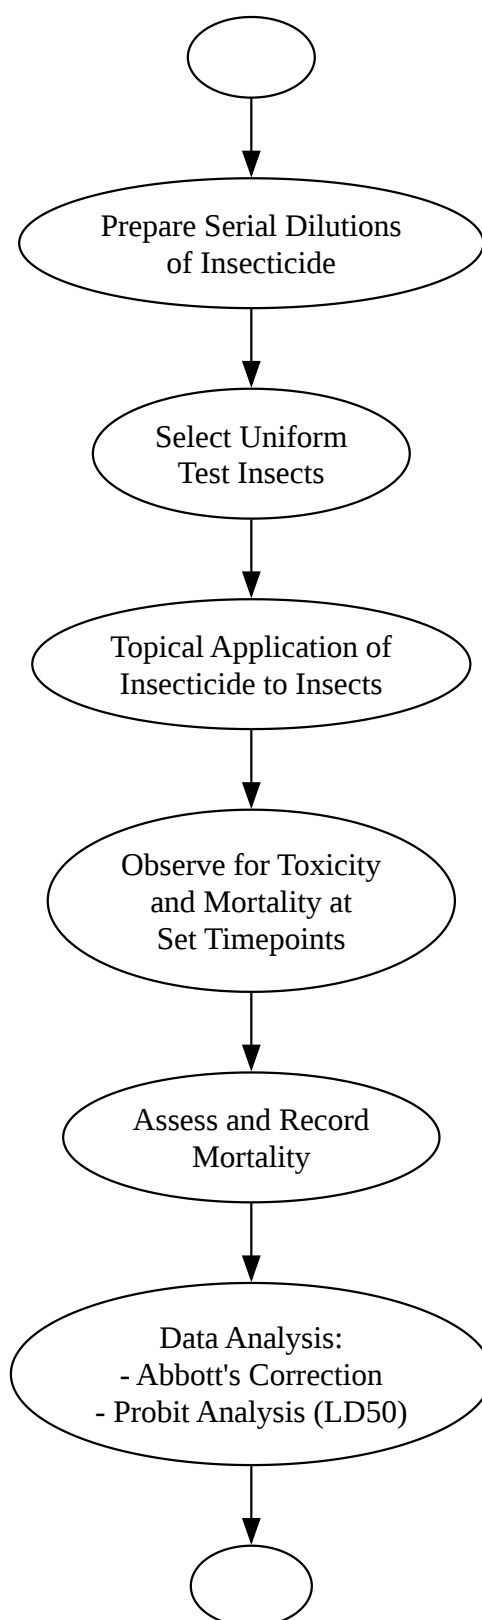 Prepare Serial Dilutions
of Insecticide
Select Uniform
Test Insects
Topical Application of
Insecticide to Insects
Observe for Toxicity
and Mortality at
Set Timepoints
Assess and Record
Mortality
Data Analysis:
- Abbott's Correction
- Probit Analysis (LD50)